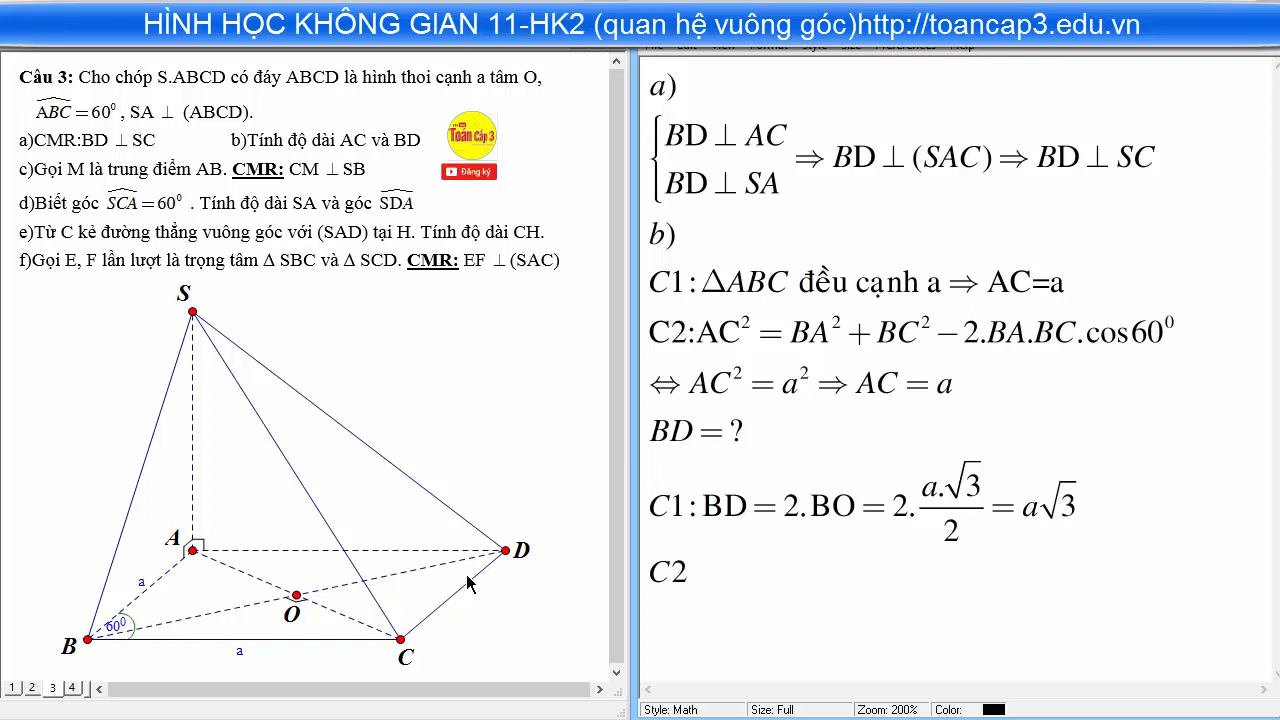 HÌNH HỌC KHÔNG GIAN 11-HK2 (quan hệ vuông góc)http://toancap3.edu.vn
Câu 3: Cho chóp S.ABCD có đáy ABCD là hình thoi cạnh a tâm O,
ABC = 60⁰ , SA ⊥ (ABCD).
a)CMR:BD ⊥ SC b)Tính độ dài AC và BD
c)Gọi M là trung điểm AB. CMR: CM ⊥ SB
d)Biết góc SCA = 60⁰ . Tính độ dài SA và góc SDA
e)Từ C kẻ đường thẳng vuông góc với (SAD) tại H. Tính độ dài CH.
f)Gọi E, F lần lượt là trọng tâm Δ SBC và Δ SCD. CMR: EF ⊥ (SAC)
Toán cấp 3
Đăng ký
S
A
D
a
O
60⁰
B
a
C
1 2 3 4
a)
BD ⊥ AC
BD ⊥ SA
⇒ BD ⊥ (SAC) ⇒ BD ⊥ SC
b)
C1: ΔABC đều cạnh a ⇒ AC=a
C2:AC² = BA² + BC² − 2.BA.BC.cos60⁰
⇔ AC² = a² ⇒ AC = a
BD = ?
C1: BD = 2.BO = 2.(a.√3)/2 = a√3
C2
Style: Math Size: Full Zoom: 200% Color: